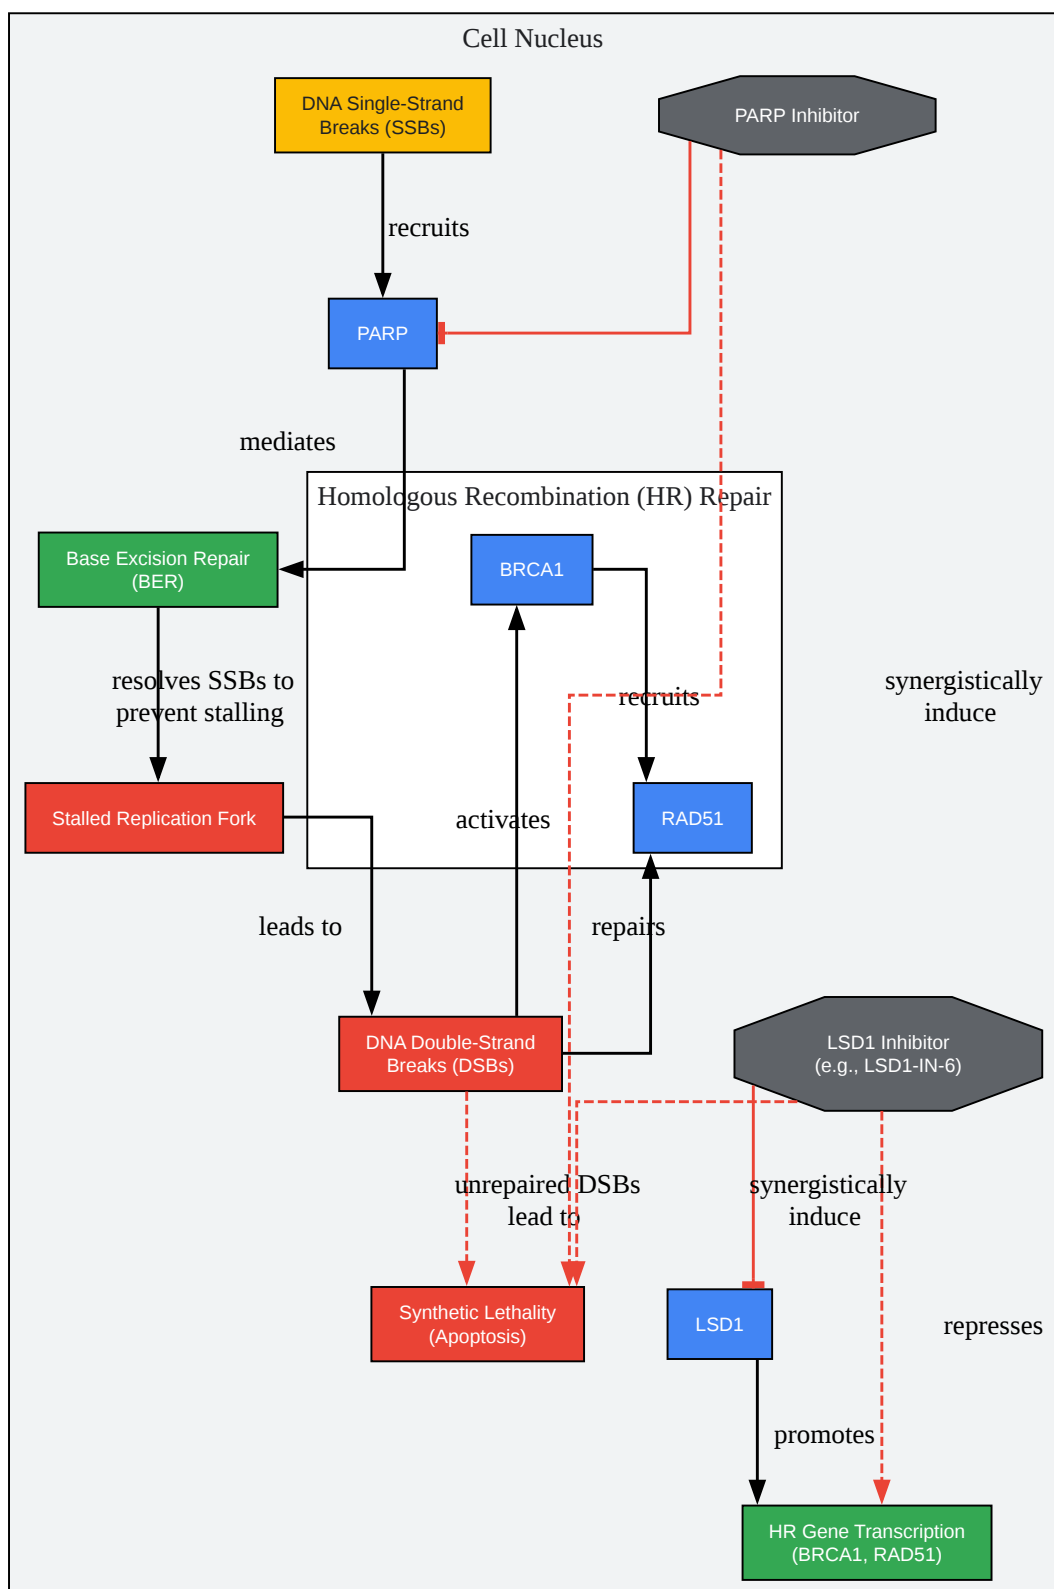 Cell Nucleus
DNA Single-Strand
Breaks (SSBs)
PARP Inhibitor
recruits
PARP
mediates
Homologous Recombination (HR) Repair
Base Excision Repair
(BER)
BRCA1
resolves SSBs to
prevent stalling
recruits
synergistically
induce
Stalled Replication Fork
activates
RAD51
leads to
repairs
DNA Double-Strand
Breaks (DSBs)
LSD1 Inhibitor
(e.g., LSD1-IN-6)
unrepaired DSBs
lead to
synergistically
induce
Synthetic Lethality
(Apoptosis)
LSD1
represses
promotes
HR Gene Transcription
(BRCA1, RAD51)